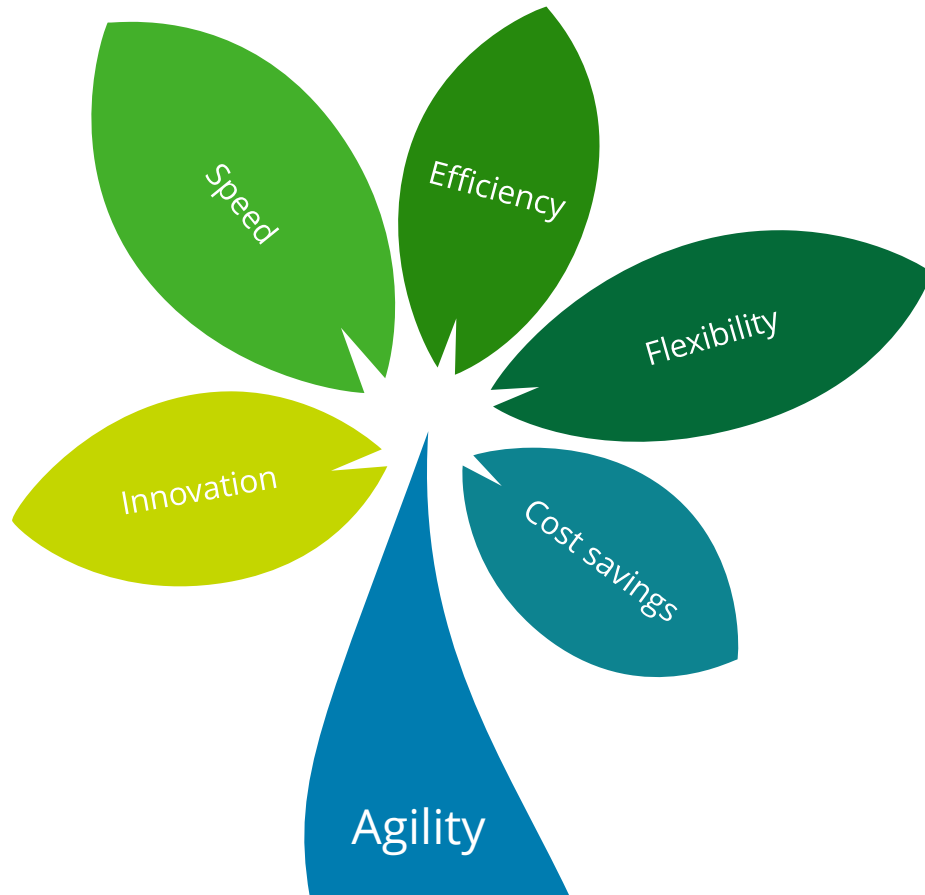 Speed
Efficiency
Flexibility
Innovation
Cost savings
Agility